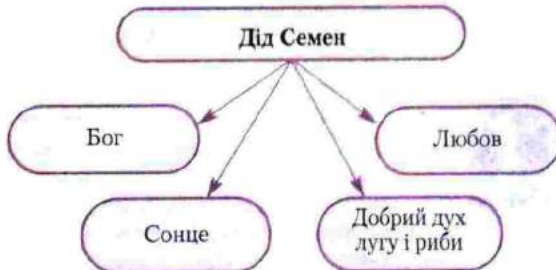 Дід Семен
Бог
Любов
Сонце
Добрий дух
лугу і риби